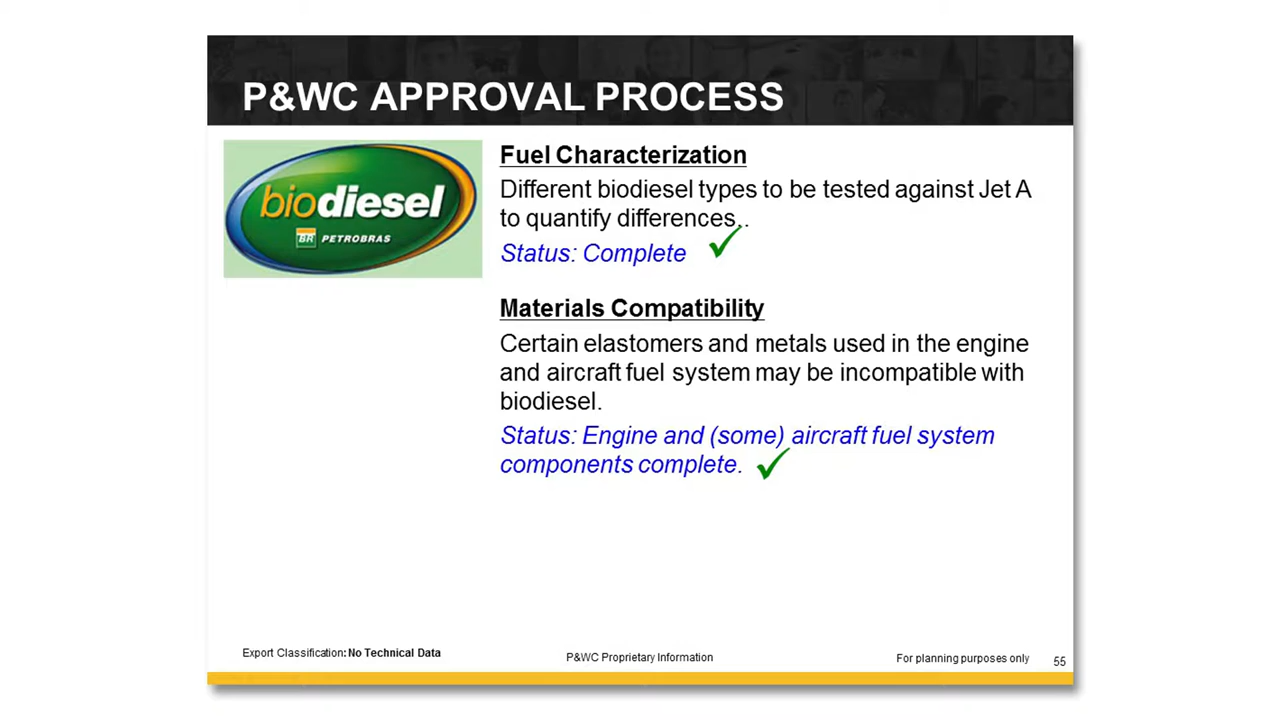 P&WC APPROVAL PROCESS
biodiesel
BR PETROBRAS
Fuel Characterization
Different biodiesel types to be tested against Jet A
to quantify differences..
Status: Complete
Materials Compatibility
Certain elastomers and metals used in the engine
and aircraft fuel system may be incompatible with
biodiesel.
Status: Engine and (some) aircraft fuel system
components complete.
Export Classification: No Technical Data
P&WC Proprietary Information
For planning purposes only
55